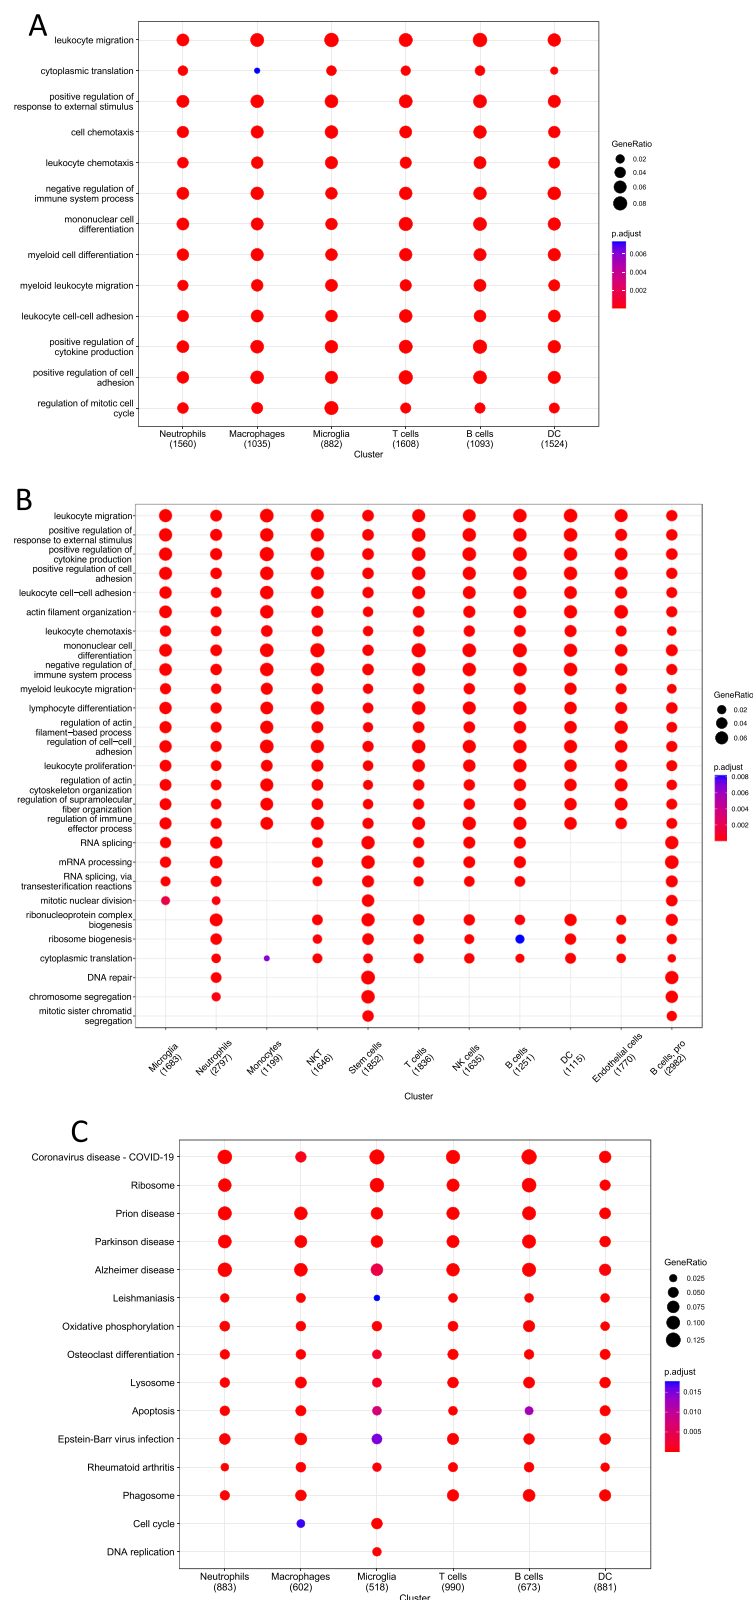 A
leukocyte migration
cytoplasmic translation
positive regulation of
response to external stimulus
cell chemotaxis
leukocyte chemotaxis
negative regulation of
immune system process
mononuclear cell
differentiation
myeloid cell differentiation
myeloid leukocyte migration
leukocyte cell-cell adhesion
positive regulation of
cytokine production
positive regulation of cell
adhesion
regulation of mitotic cell
cycle
Neutrophils
(1560)
Macrophages
(1035)
Microglia
(882)
T cells
(1608)
B cells
(1093)
DC
(1524)
Cluster
GeneRatio
0.02
0.04
0.06
0.08
p.adjust
0.006
0.004
0.002
B
leukocyte migration
positive regulation of
response to external stimulus
positive regulation of
cytokine production
positive regulation of cell
adhesion
leukocyte cell−cell adhesion
actin filament organization
leukocyte chemotaxis
mononuclear cell
differentiation
negative regulation of
immune system process
myeloid leukocyte migration
lymphocyte differentiation
regulation of actin
filament−based process
regulation of cell−cell
adhesion
leukocyte proliferation
regulation of actin
cytoskeleton organization
regulation of supramolecular
fiber organization
regulation of immune
effector process
RNA splicing
mRNA processing
RNA splicing, via
transesterification reactions
mitotic nuclear division
ribonucleoprotein complex
biogenesis
ribosome biogenesis
cytoplasmic translation
DNA repair
chromosome segregation
mitotic sister chromatid
segregation
Microglia
(1683)
Neutrophils
(2797)
Monocytes
(1199)
NKT
(1646)
Stem cells
(1852)
T cells
(1836)
NK cells
(1635)
B cells
(1251)
DC
(1115)
Endothelial cells
(1770)
B cells, pro
(2982)
Cluster
GeneRatio
0.02
0.04
0.06
p.adjust
0.008
0.006
0.004
0.002
C
Coronavirus disease - COVID-19
Ribosome
Prion disease
Parkinson disease
Alzheimer disease
Leishmaniasis
Oxidative phosphorylation
Osteoclast differentiation
Lysosome
Apoptosis
Epstein-Barr virus infection
Rheumatoid arthritis
Phagosome
Cell cycle
DNA replication
Neutrophils
(883)
Macrophages
(602)
Microglia
(518)
T cells
(990)
B cells
(673)
DC
(881)
Cluster
GeneRatio
0.025
0.050
0.075
0.100
0.125
p.adjust
0.015
0.010
0.005